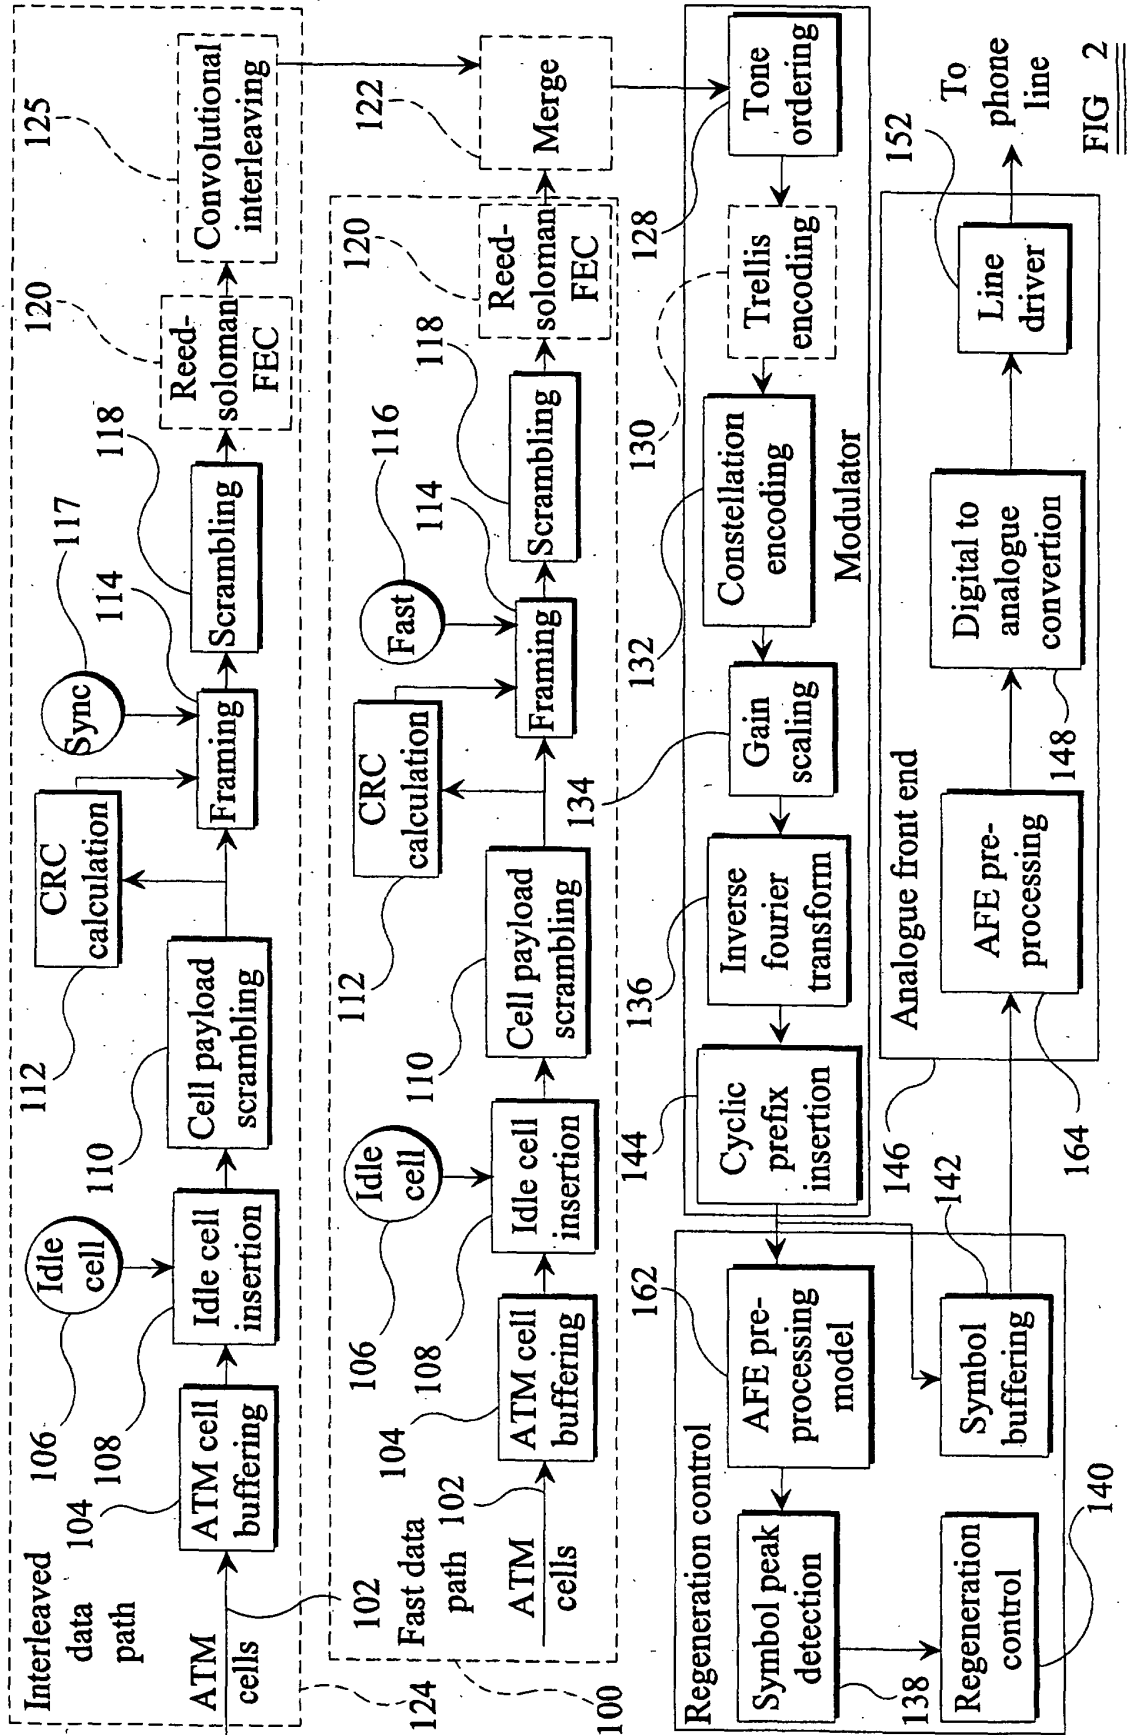 Interleaved
data
path
ATM
cells
102
124
104
ATM cell
buffering
106
Idle
cell
108
Idle cell
insertion
110
Cell payload
scrambling
112
CRC
calculation
Sync
117
114
Framing
118
Scrambling
120
Reed-
soloman
FEC
125
Convolutional
interleaving
Fast data
path
102
ATM
cells
100
104
ATM cell
buffering
106
Idle
cell
108
Idle cell
insertion
110
Cell payload
scrambling
112
CRC
calculation
Fast
116
114
Framing
118
Scrambling
120
Reed-
soloman
FEC
122
Merge
128
Tone
ordering
130
Trellis
encoding
132
Constellation
encoding
134
Gain
scaling
136
Inverse
fourier
transform
144
Cyclic
prefix
insertion
Modulator
Regeneration control
162
AFE pre-
processing
model
Symbol peak
detection
138
Regeneration
control
140
142
Symbol
buffering
146
Analogue front end
164
AFE pre-
processing
148
Digital to
analogue
convertion
152
Line
driver
To
phone
line
FIG 2